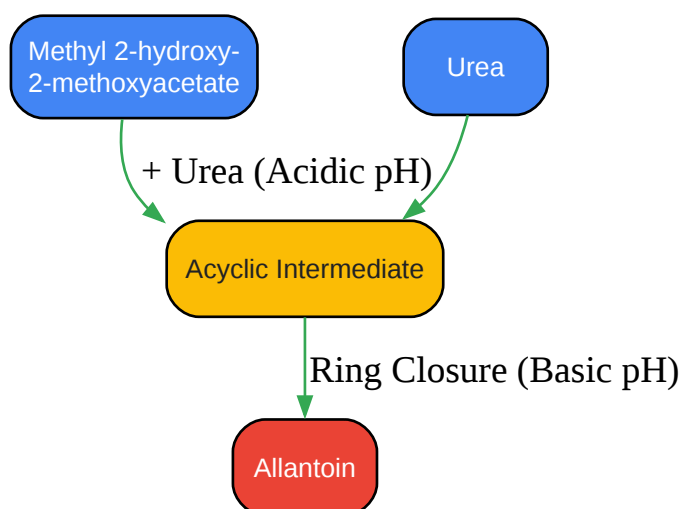 Methyl 2-hydroxy-
2-methoxyacetate
Urea
+ Urea (Acidic pH)
Acyclic Intermediate
Ring Closure (Basic pH)
Allantoin